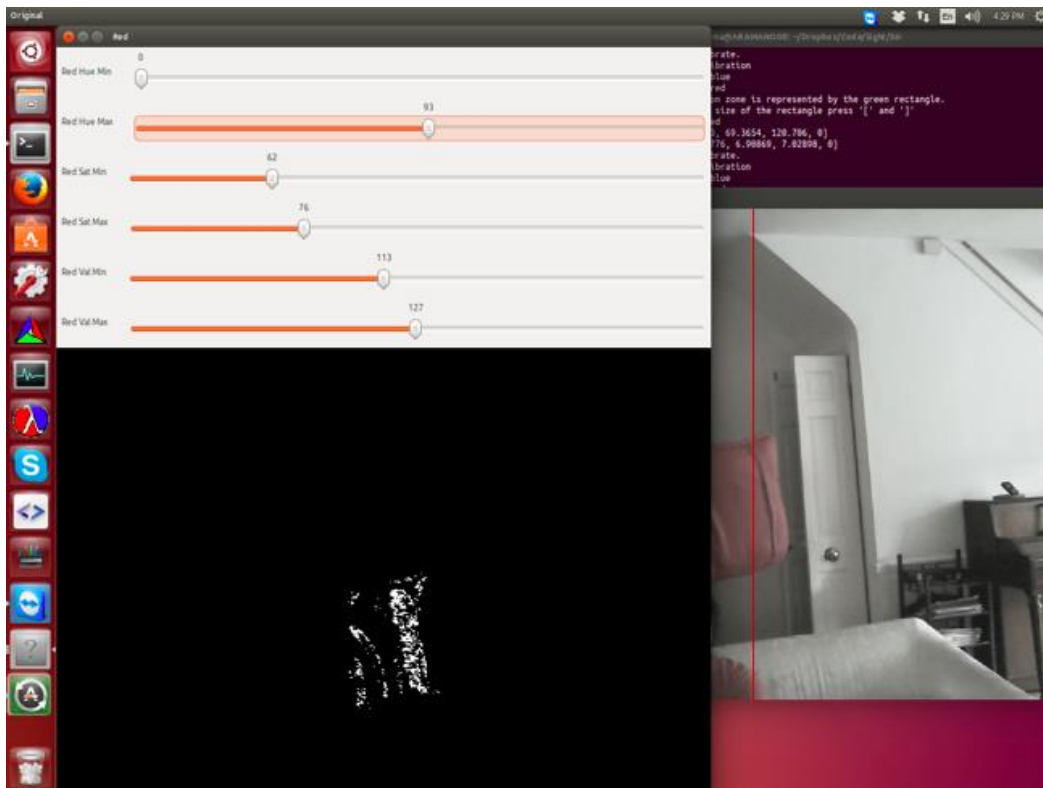 Original
En
4:29 PM
Red
Red Hue Min
0
Red Hue Max
93
Red Sat Min
62
Red Sat Max
76
Red Val Min
113
Red Val Max
127
brate.
ibration
blue
red
on zone is represented by the green rectangle.
size of the rectangle press '[' and ']'
, 69.3654, 120.706, 0]
776, 6.90869, 7.02898, 0]
brate.
ibration
blue